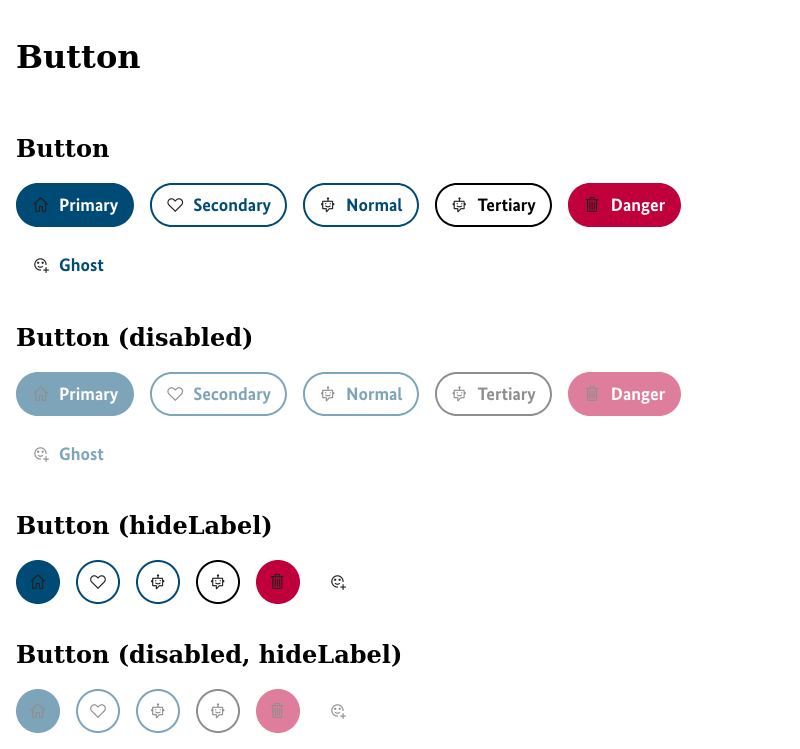 Button
Button
Primary Secondary Normal Tertiary Danger
Ghost
Button (disabled)
Primary Secondary Normal Tertiary Danger
Ghost
Button (hideLabel)
Button (disabled, hideLabel)